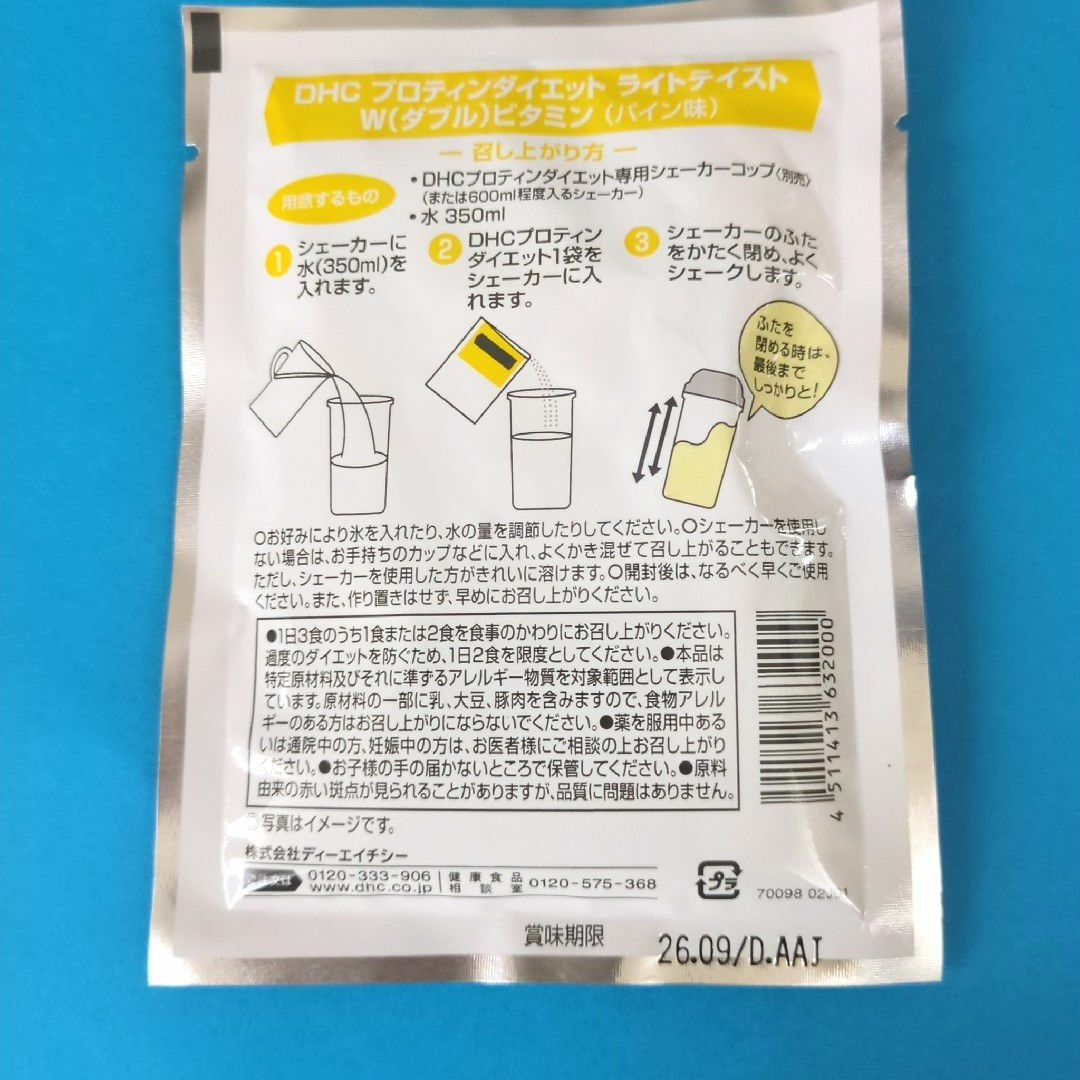 DHC プロティンダイエット ライトテイスト
W(ダブル)ビタミン(パイン味)
― 召し上がり方 ―
用意するもの
・DHCプロティンダイエット専用シェーカーコップ〈別売〉
(または600ml程度入るシェーカー)
・水 350ml
1 シェーカーに
水(350ml)を
入れます。
2 DHCプロティン
ダイエット1袋を
シェーカーに入
れます。
3 シェーカーのふた
をかたく閉め、よく
シェークします。
ふたを
閉める時は、
最後まで
しっかりと!
○お好みにより氷を入れたり、水の量を調節したりしてください。○シェーカーを使用し
ない場合は、お手持ちのカップなどに入れ、よくかき混ぜて召し上がることもできます。
ただし、シェーカーを使用した方がきれいに溶けます。○開封後は、なるべく早くご使用
ください。また、作り置きはせず、早めにお召し上がりください。
●1日3食のうち1食または2食を食事のかわりにお召し上がりください。
過度のダイエットを防ぐため、1日2食を限度としてください。●本品は
特定原材料及びそれに準ずるアレルギー物質を対象範囲として表示し
ています。原材料の一部に乳、大豆、豚肉を含みますので、食物アレル
ギーのある方はお召し上がりにならないでください。●薬を服用中ある
いは通院中の方、妊娠中の方は、お医者様にご相談の上お召し上がり
ください。●お子様の手の届かないところで保管してください。●原料
由来の赤い斑点が見られることがありますが、品質に問題はありません。
4 511413 632000
○写真はイメージです。
株式会社ディーエイチシー
ご注文は 0120-333-906
www.dhc.co.jp
健康食品
相談室 0120-575-368
プラ
70098 02J01
賞味期限 26.09/D.AAJ